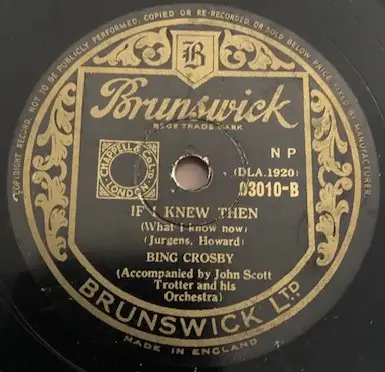 COPYRIGHT RECORD. NOT TO BE PUBLICLY PERFORMED, COPIED OR RE-RECORDED OR SOLD BELOW PRICE FIXED BY MANUFACTURER.
B
Brunswick
REGD TRADE MARK
CHAPPELL & CO LTD
LONDON
N P
(DLA.1920)
03010-B
IF I KNEW THEN
(What I know now)
(Jurgens, Howard)
BING CROSBY
(Accompanied by John Scott
Trotter and his
Orchestra)
BRUNSWICK LTD.
MADE IN ENGLAND